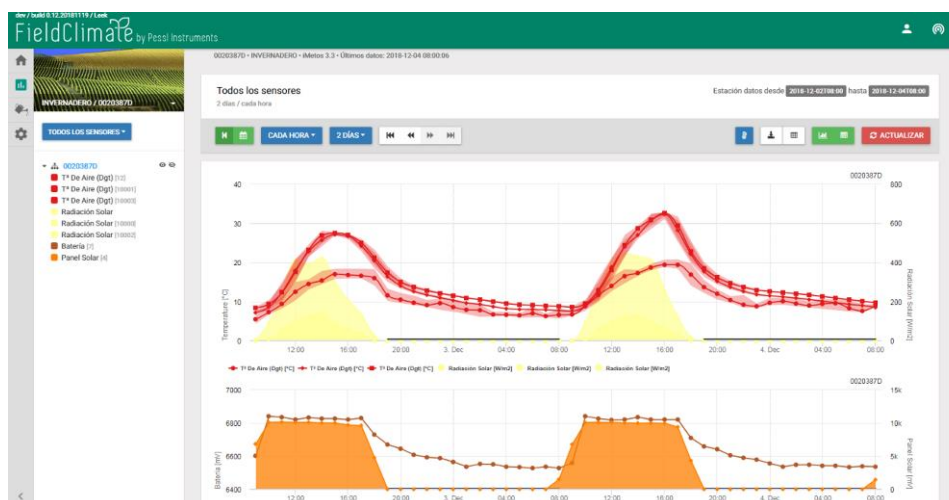 dev / build 0.12.20181119 / Leek
FieldClimate by Pessl Instruments
0020387D • INVERNADERO • iMetos 3.3 • Últimos datos: 2018-12-04 08:00:06
INVERNADERO / 0020387D
Todos los sensores
2 días / cada hora
Estación datos desde 2018-12-02T08:00 hasta 2018-12-04T08:00
TODOS LOS SENSORES
CADA HORA
2 DÍAS
ACTUALIZAR
0020387D
Tª De Aire (Dgt) [12]
Tª De Aire (Dgt) [10001]
Tª De Aire (Dgt) [10003]
Radiación Solar
Radiación Solar [10000]
Radiación Solar [10002]
Batería [7]
Panel Solar [4]
0020387D
40
30
20
10
0
Temperature [°C]
800
600
400
200
0
Radiación Solar [W/m2]
12:00 16:00 20:00 3. Dec 04:00 08:00 12:00 16:00 20:00 4. Dec 04:00 08:00
Tª De Aire (Dgt) [°C] Tª De Aire (Dgt) [°C] Tª De Aire (Dgt) [°C] Radiación Solar [W/m2] Radiación Solar [W/m2] Radiación Solar [W/m2]
0020387D
7000
6800
6600
6400
Batería [mV]
15k
10k
5k
0
Panel Solar [mV]
12:00 16:00 20:00 3. Dec 04:00 08:00 12:00 16:00 20:00 4. Dec 04:00 08:00